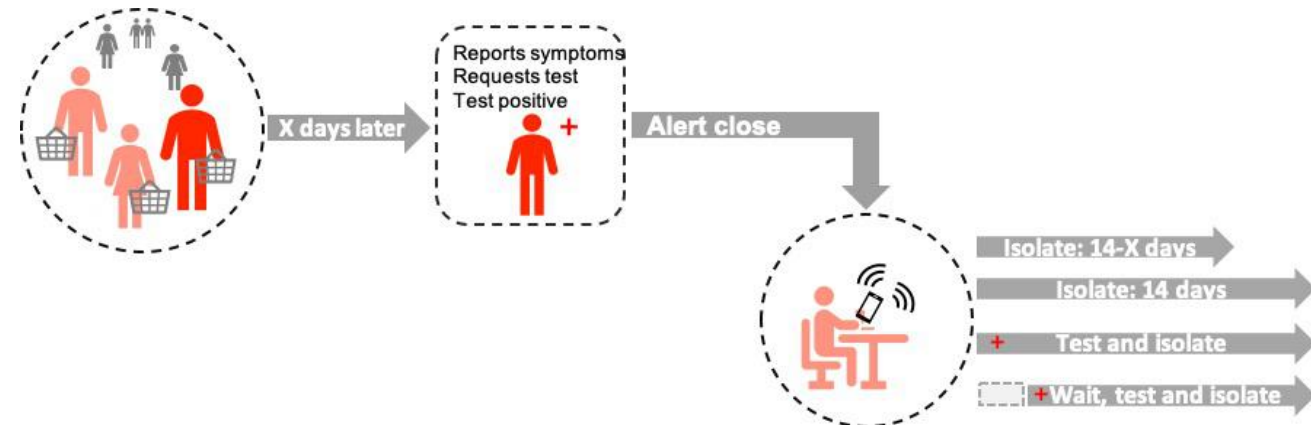 X days later
Reports symptoms
Requests test
Test positive
+
Alert close
Isolate: 14-X days
Isolate: 14 days
+ Test and isolate
+Wait, test and isolate